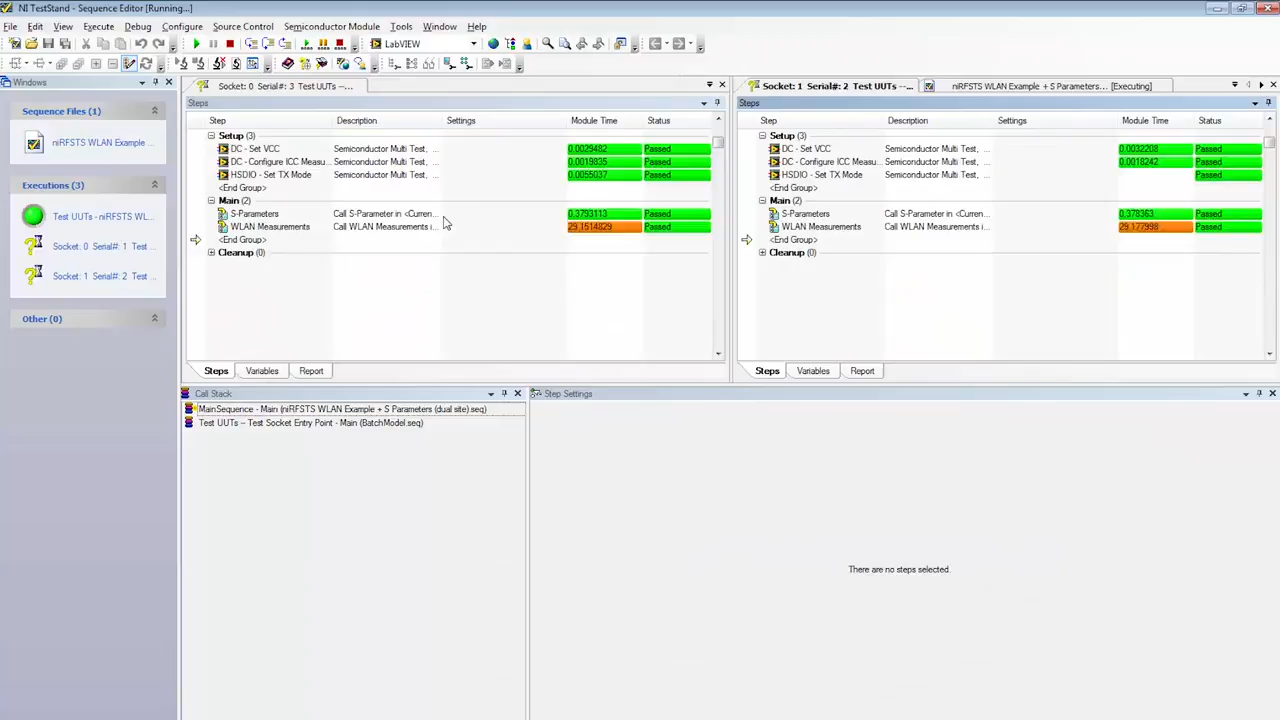 NI TestStand - Sequence Editor [Running...]
File Edit View Execute Debug Configure Source Control Semiconductor Module Tools Window Help
LabVIEW
Windows
Sequence Files (1)
niRFSTS WLAN Example ...
Executions (3)
Test UUTs - niRFSTS WL...
Socket: 0 Serial#: 1 Test ...
Socket: 1 Serial#: 2 Test ...
Other (0)
Socket: 0 Serial#: 3 Test UUTs --...
Steps
Step Description Settings Module Time Status
Setup (3)
DC - Set VCC Semiconductor Multi Test, ... 0.0029482 Passed
DC - Configure ICC Measu... Semiconductor Multi Test, ... 0.0019835 Passed
HSDIO - Set TX Mode Semiconductor Multi Test, ... 0.0055037 Passed
<End Group>
Main (2)
S-Parameters Call S-Parameter in <Curren... 0.3793113 Passed
WLAN Measurements Call WLAN Measurements i... 29.1514829 Passed
<End Group>
Cleanup (0)
Steps Variables Report
Socket: 1 Serial#: 2 Test UUTs --... niRFSTS WLAN Example + S Parameters... [Executing]
Steps
Step Description Settings Module Time Status
Setup (3)
DC - Set VCC Semiconductor Multi Test, ... 0.0032208 Passed
DC - Configure ICC Measu... Semiconductor Multi Test, ... 0.0018242 Passed
HSDIO - Set TX Mode Semiconductor Multi Test, ... Passed
<End Group>
Main (2)
S-Parameters Call S-Parameter in <Curren... 0.378363 Passed
WLAN Measurements Call WLAN Measurements i... 29.177998 Passed
<End Group>
Cleanup (0)
Steps Variables Report
Call Stack
MainSequence - Main (niRFSTS WLAN Example + S Parameters (dual site).seq)
Test UUTs -- Test Socket Entry Point - Main (BatchModel.seq)
Step Settings
There are no steps selected.